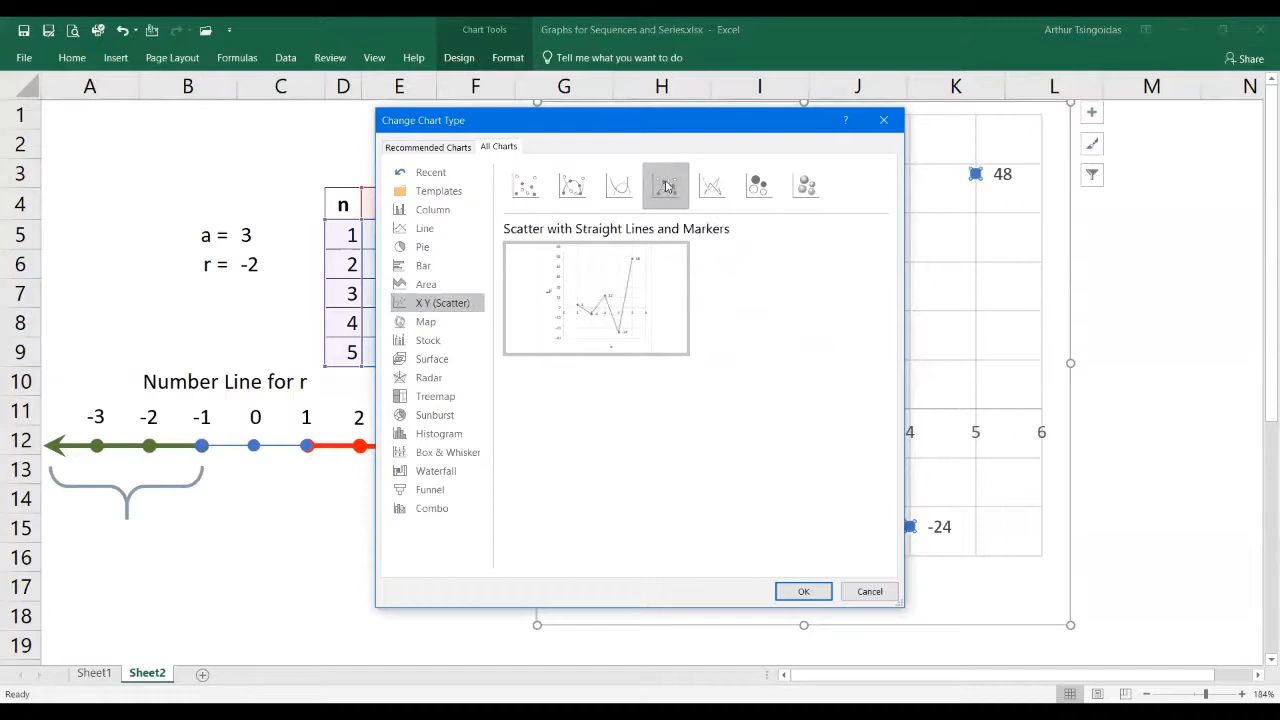 Chart Tools
Graphs for Sequences and Series.xlsx - Excel
Arthur Tsingoidas
File Home Insert Page Layout Formulas Data Review View Help Design Format Tell me what you want to do
Share
A B C D E F G H I J K L M N
1
2
3
4
5
6
7
8
9
10
11
12
13
14
15
16
17
18
19
n
1
2
3
4
5
a = 3
r = -2
Number Line for r
-3 -2 -1 0 1 2
Change Chart Type
?
Recommended Charts All Charts
Recent
Templates
Column
Line
Pie
Bar
Area
X Y (Scatter)
Map
Stock
Surface
Radar
Treemap
Sunburst
Histogram
Box & Whisker
Waterfall
Funnel
Combo
Scatter with Straight Lines and Markers
OK Cancel
48
4 5 6
-24
Sheet1 Sheet2
Ready
184%